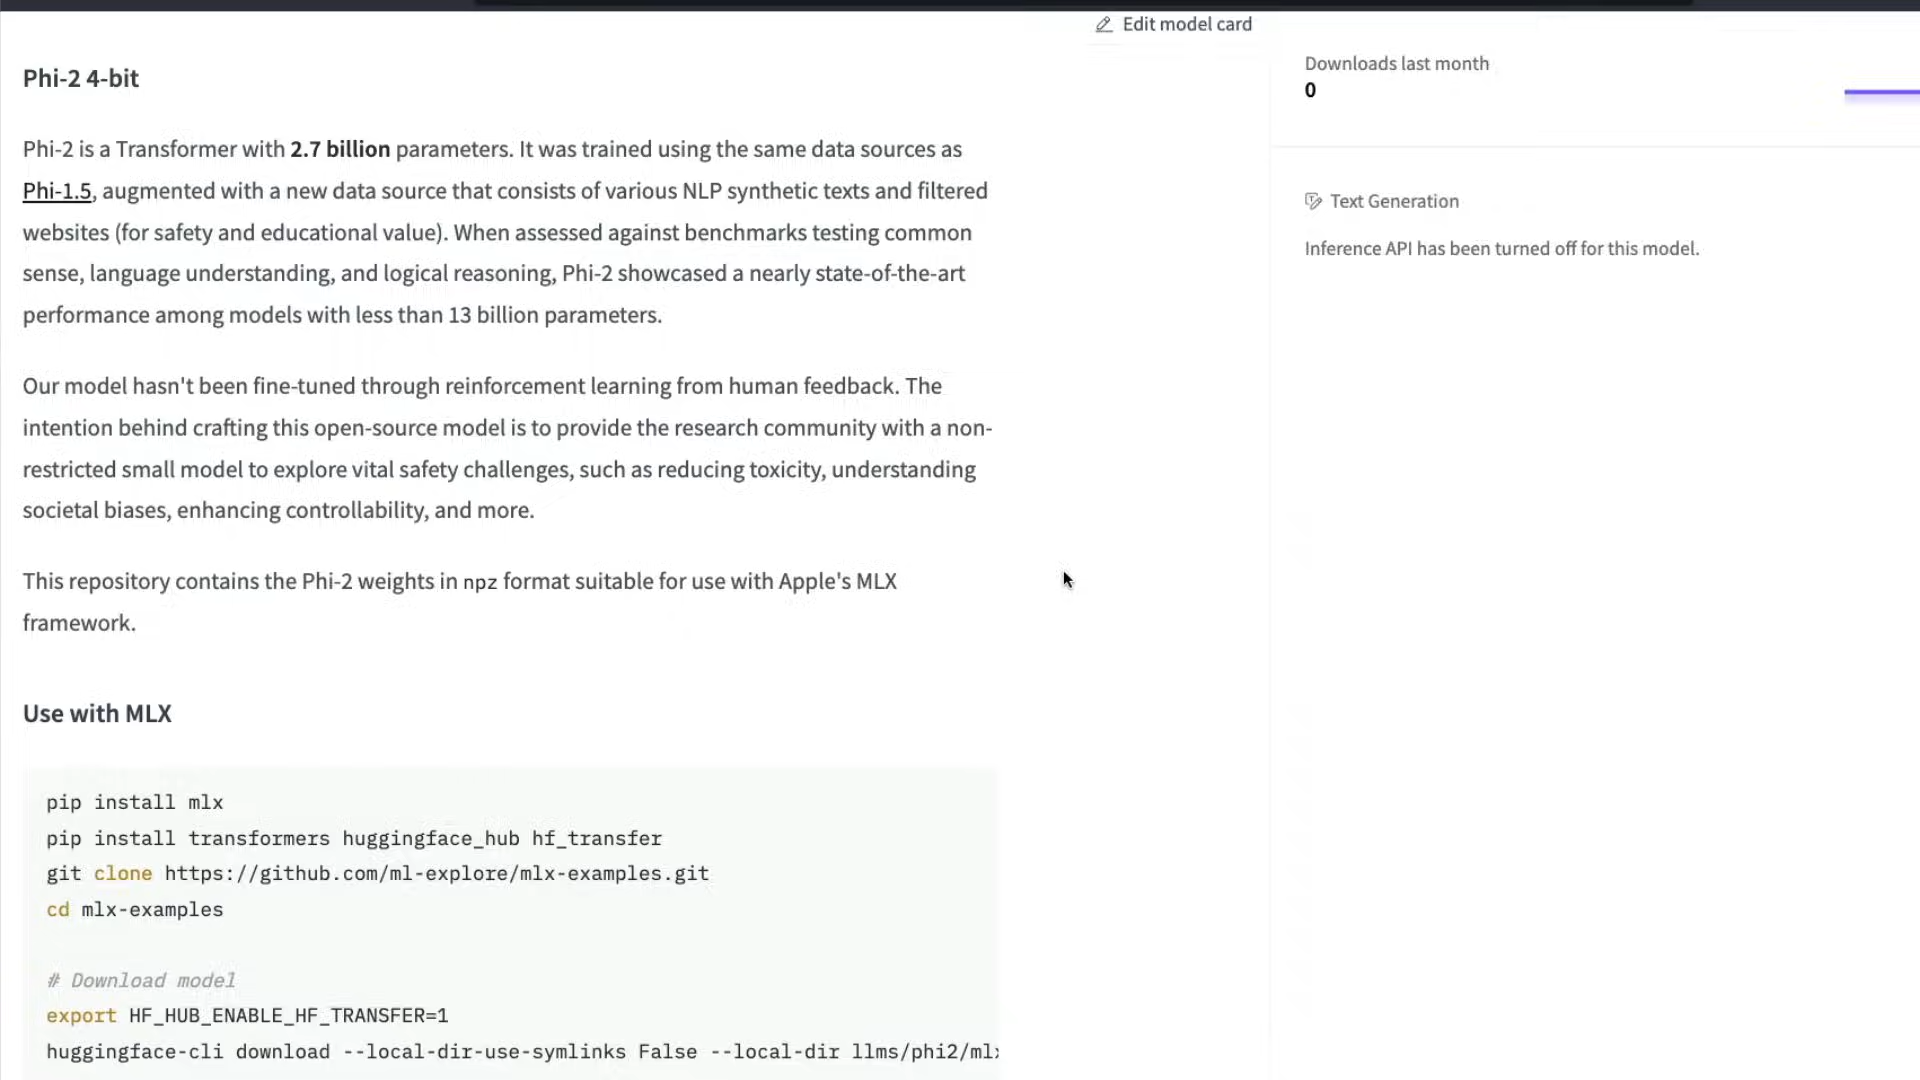 Edit model card
Phi-2 4-bit
Phi-2 is a Transformer with 2.7 billion parameters. It was trained using the same data sources as
Phi-1.5, augmented with a new data source that consists of various NLP synthetic texts and filtered
websites (for safety and educational value). When assessed against benchmarks testing common
sense, language understanding, and logical reasoning, Phi-2 showcased a nearly state-of-the-art
performance among models with less than 13 billion parameters.
Our model hasn't been fine-tuned through reinforcement learning from human feedback. The
intention behind crafting this open-source model is to provide the research community with a non-
restricted small model to explore vital safety challenges, such as reducing toxicity, understanding
societal biases, enhancing controllability, and more.
This repository contains the Phi-2 weights in npz format suitable for use with Apple's MLX
framework.
Use with MLX
pip install mlx
pip install transformers huggingface_hub hf_transfer
git clone https://github.com/ml-explore/mlx-examples.git
cd mlx-examples
# Download model
export HF_HUB_ENABLE_HF_TRANSFER=1
huggingface-cli download --local-dir-use-symlinks False --local-dir llms/phi2/mlx
Downloads last month
0
Text Generation
Inference API has been turned off for this model.